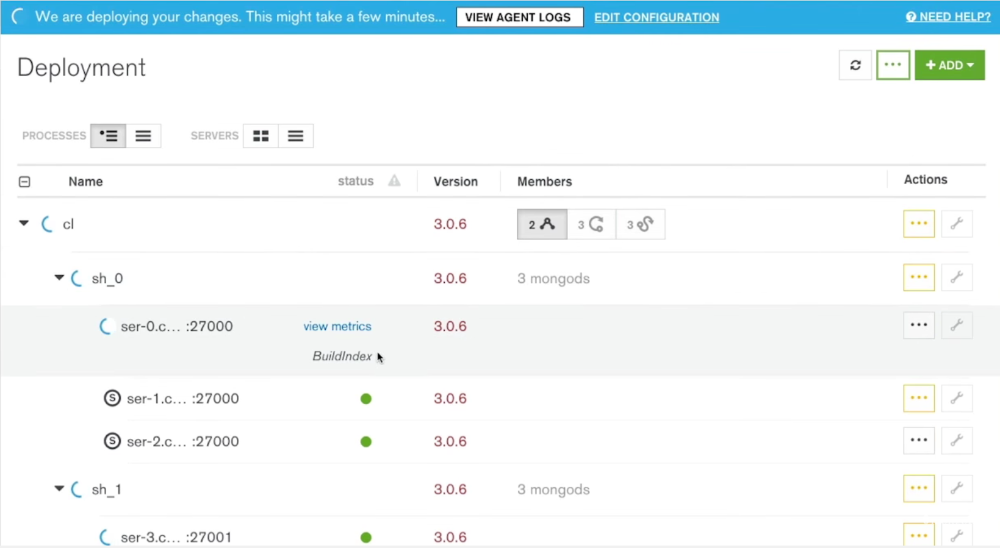 We are deploying your changes. This might take a few minutes... VIEW AGENT LOGS EDIT CONFIGURATION ? NEED HELP?
Deployment ... + ADD
PROCESSES SERVERS
Name status Version Members Actions
cl 3.0.6 2 3 3 ...
sh_0 3.0.6 3 mongods ...
ser-0.c... :27000 view metrics 3.0.6 ...
BuildIndex
S ser-1.c... :27000 3.0.6 ...
S ser-2.c... :27000 3.0.6 ...
sh_1 3.0.6 3 mongods ...
ser-3.c... :27001 3.0.6 ...